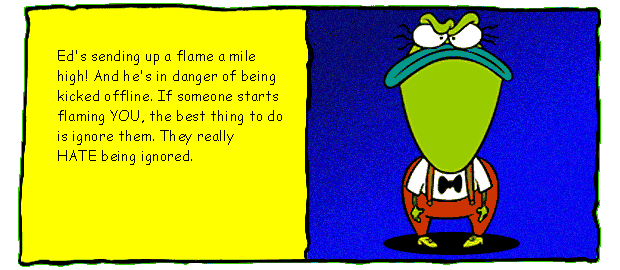 Ed's sending up a flame a mile
high! And he's in danger of being
kicked offline. If someone starts
flaming YOU, the best thing to do
is ignore them. They really
HATE being ignored.